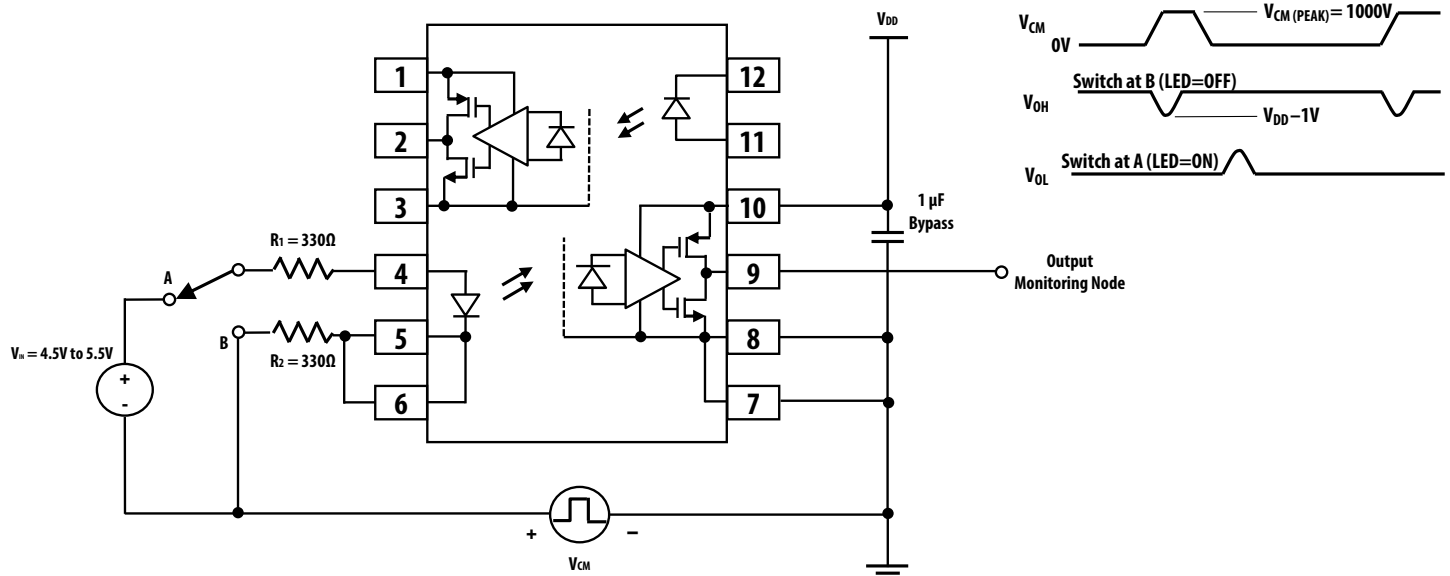 V_DD
V_CM
0V
V_CM (PEAK) = 1000V
Switch at B (LED=OFF)
V_OH
V_DD–1V
Switch at A (LED=ON)
V_OL
1
12
2
11
3
10
1 µF
Bypass
R1 = 330Ω
A
4
9
Output
Monitoring Node
B
5
8
R2 = 330Ω
V_IN = 4.5V to 5.5V
+
-
6
7
+
–
V_CM